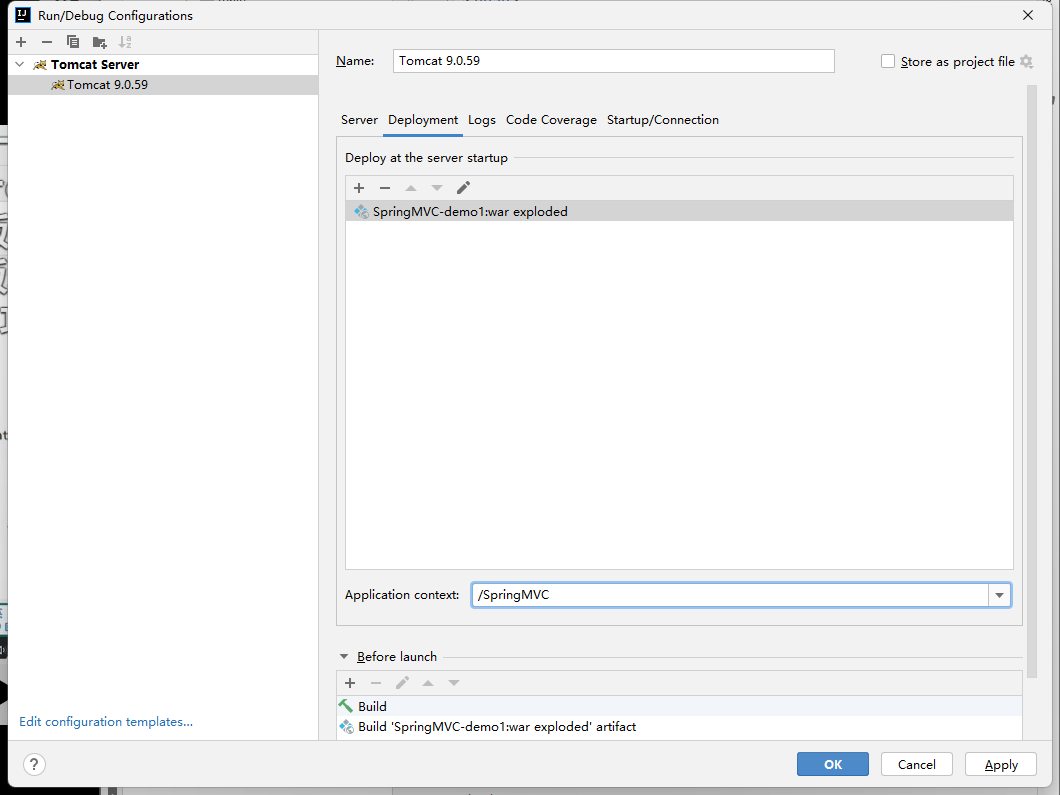 Run/Debug Configurations
Tomcat Server
Tomcat 9.0.59
Name: Tomcat 9.0.59
Store as project file
Server Deployment Logs Code Coverage Startup/Connection
Deploy at the server startup
SpringMVC-demo1:war exploded
Application context: /SpringMVC
Before launch
Build
Build 'SpringMVC-demo1:war exploded' artifact
Edit configuration templates...
?
OK Cancel Apply